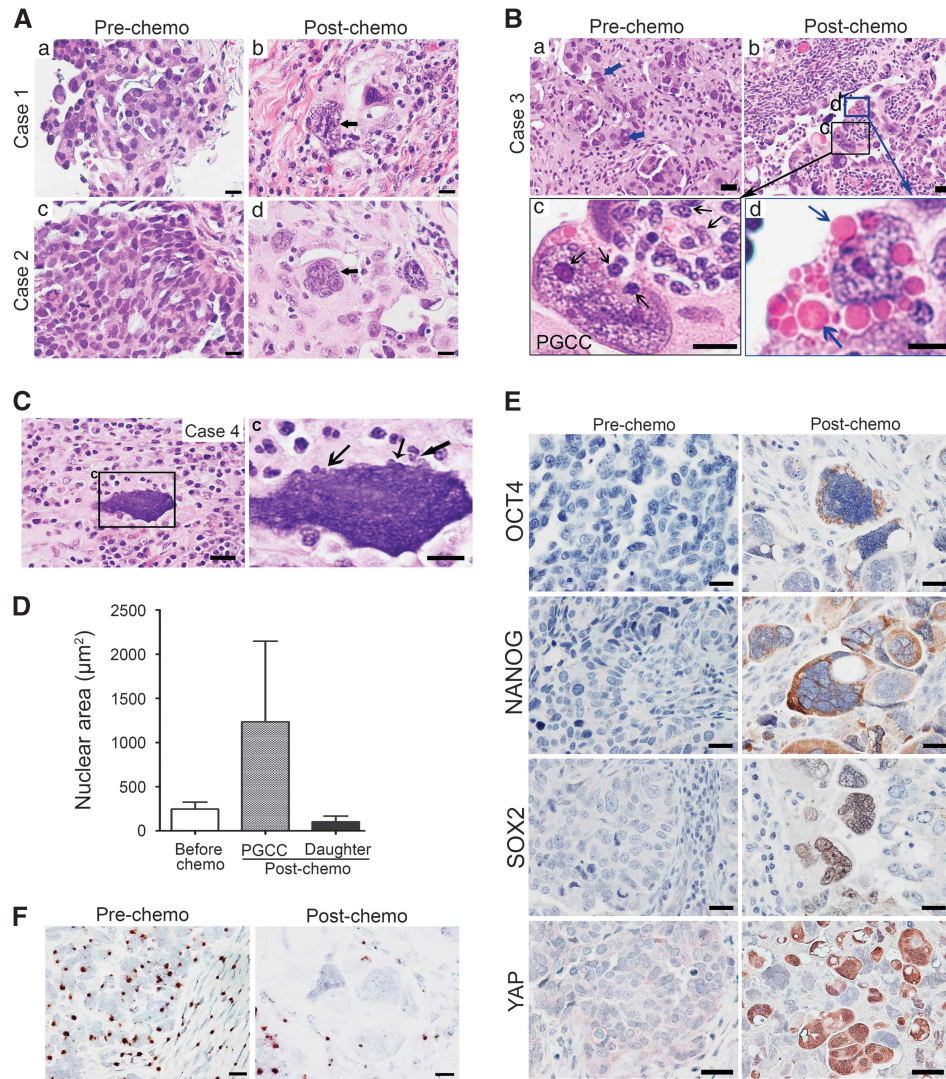 A
Pre-chemo
Post-chemo
Case 1
a
b
Case 2
c
d
B
Pre-chemo
Post-chemo
Case 3
a
b
d
c
c
PGCC
d
C
Case 4
c
c
D
Nuclear area (µm²)
2500
2000
1500
1000
500
0
Before chemo
PGCC
Daughter
Post-chemo
E
Pre-chemo
Post-chemo
OCT4
NANOG
SOX2
YAP
F
Pre-chemo
Post-chemo